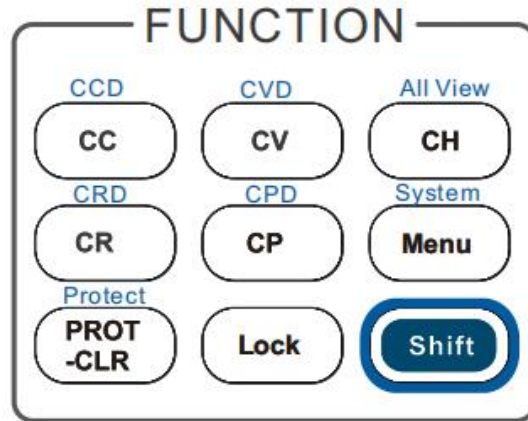 FUNCTION
CCD CVD All View
CC CV CH
CRD CPD System
CR CP Menu
Protect
PROT
-CLR
Lock Shift